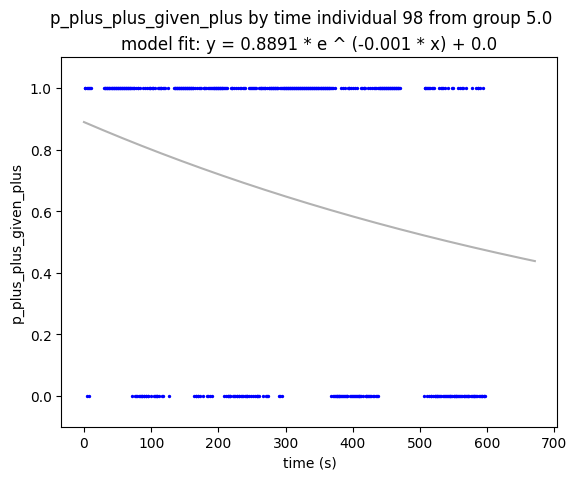 p_plus_plus_given_plus by time individual 98 from group 5.0
model fit: y = 0.8891 * e ^ (-0.001 * x) + 0.0
p_plus_plus_given_plus
1.0
0.8
0.6
0.4
0.2
0.0
0 100 200 300 400 500 600 700
time (s)